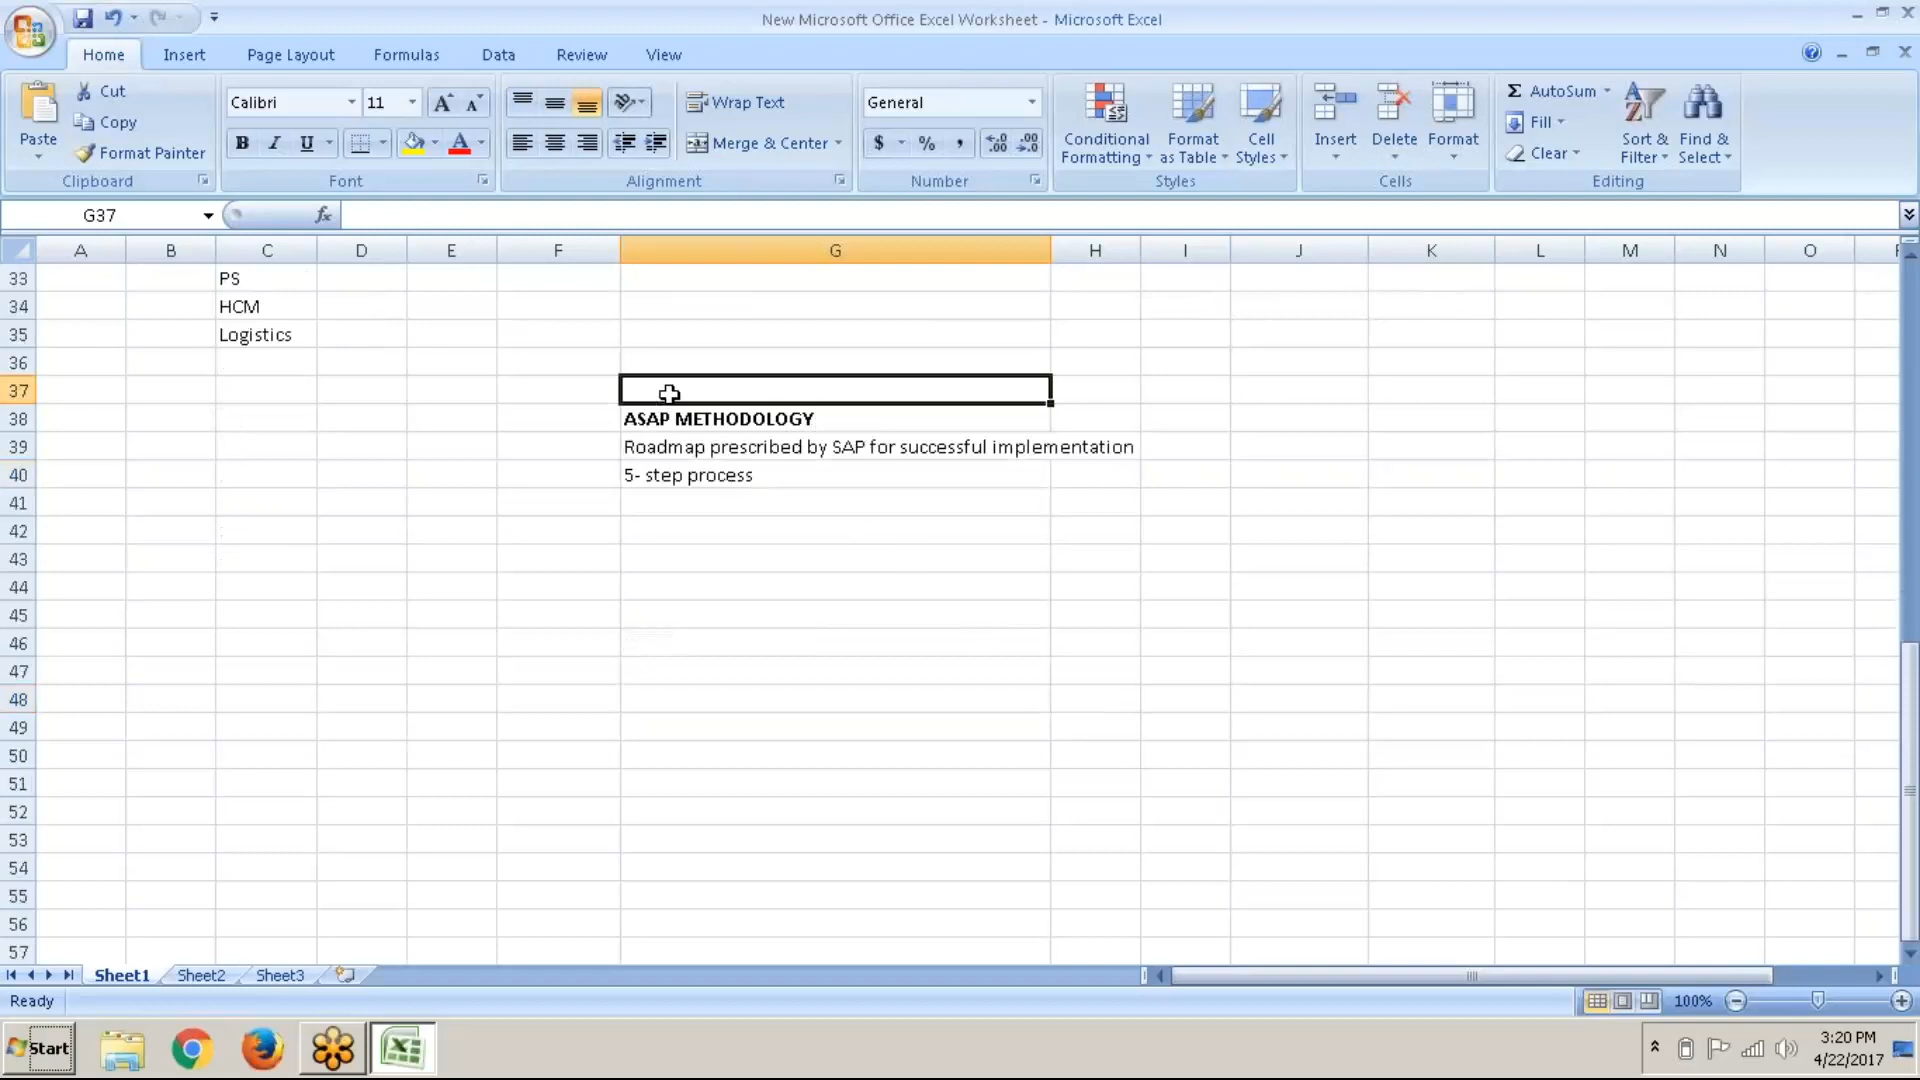 New Microsoft Office Excel Worksheet - Microsoft Excel
Home Insert Page Layout Formulas Data Review View
Paste
Cut
Copy
Format Painter
Clipboard
Calibri 11
A A
B I U A
Font
Wrap Text
Merge & Center
Alignment
General
$ % ,
Number
Conditional Formatting
Format as Table
Cell Styles
Styles
Insert Delete Format
Cells
Σ AutoSum
Fill
Clear
Sort & Filter
Find & Select
Editing
G37 fx
A B C D E F G H I J K L M N O
33 PS
34 HCM
35 Logistics
36
37
38 ASAP METHODOLOGY
39 Roadmap prescribed by SAP for successful implementation
40 5- step process
41
42
43
44
45
46
47
48
49
50
51
52
53
54
55
56
57
Sheet1 Sheet2 Sheet3
Ready 100%
Start
3:20 PM
4/22/2017